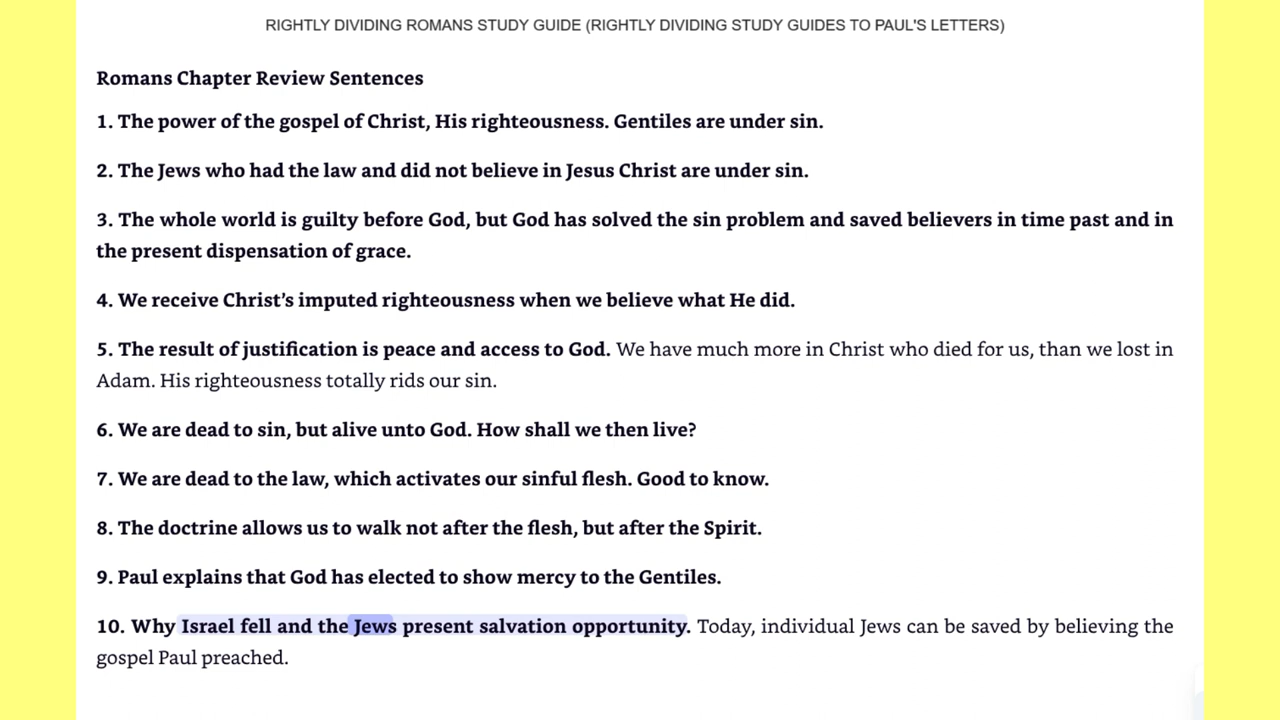 RIGHTLY DIVIDING ROMANS STUDY GUIDE (RIGHTLY DIVIDING STUDY GUIDES TO PAUL'S LETTERS)
Romans Chapter Review Sentences
1. The power of the gospel of Christ, His righteousness. Gentiles are under sin.
2. The Jews who had the law and did not believe in Jesus Christ are under sin.
3. The whole world is guilty before God, but God has solved the sin problem and saved believers in time past and in
the present dispensation of grace.
4. We receive Christ’s imputed righteousness when we believe what He did.
5. The result of justification is peace and access to God. We have much more in Christ who died for us, than we lost in
Adam. His righteousness totally rids our sin.
6. We are dead to sin, but alive unto God. How shall we then live?
7. We are dead to the law, which activates our sinful flesh. Good to know.
8. The doctrine allows us to walk not after the flesh, but after the Spirit.
9. Paul explains that God has elected to show mercy to the Gentiles.
10. Why Israel fell and the Jews present salvation opportunity. Today, individual Jews can be saved by believing the
gospel Paul preached.